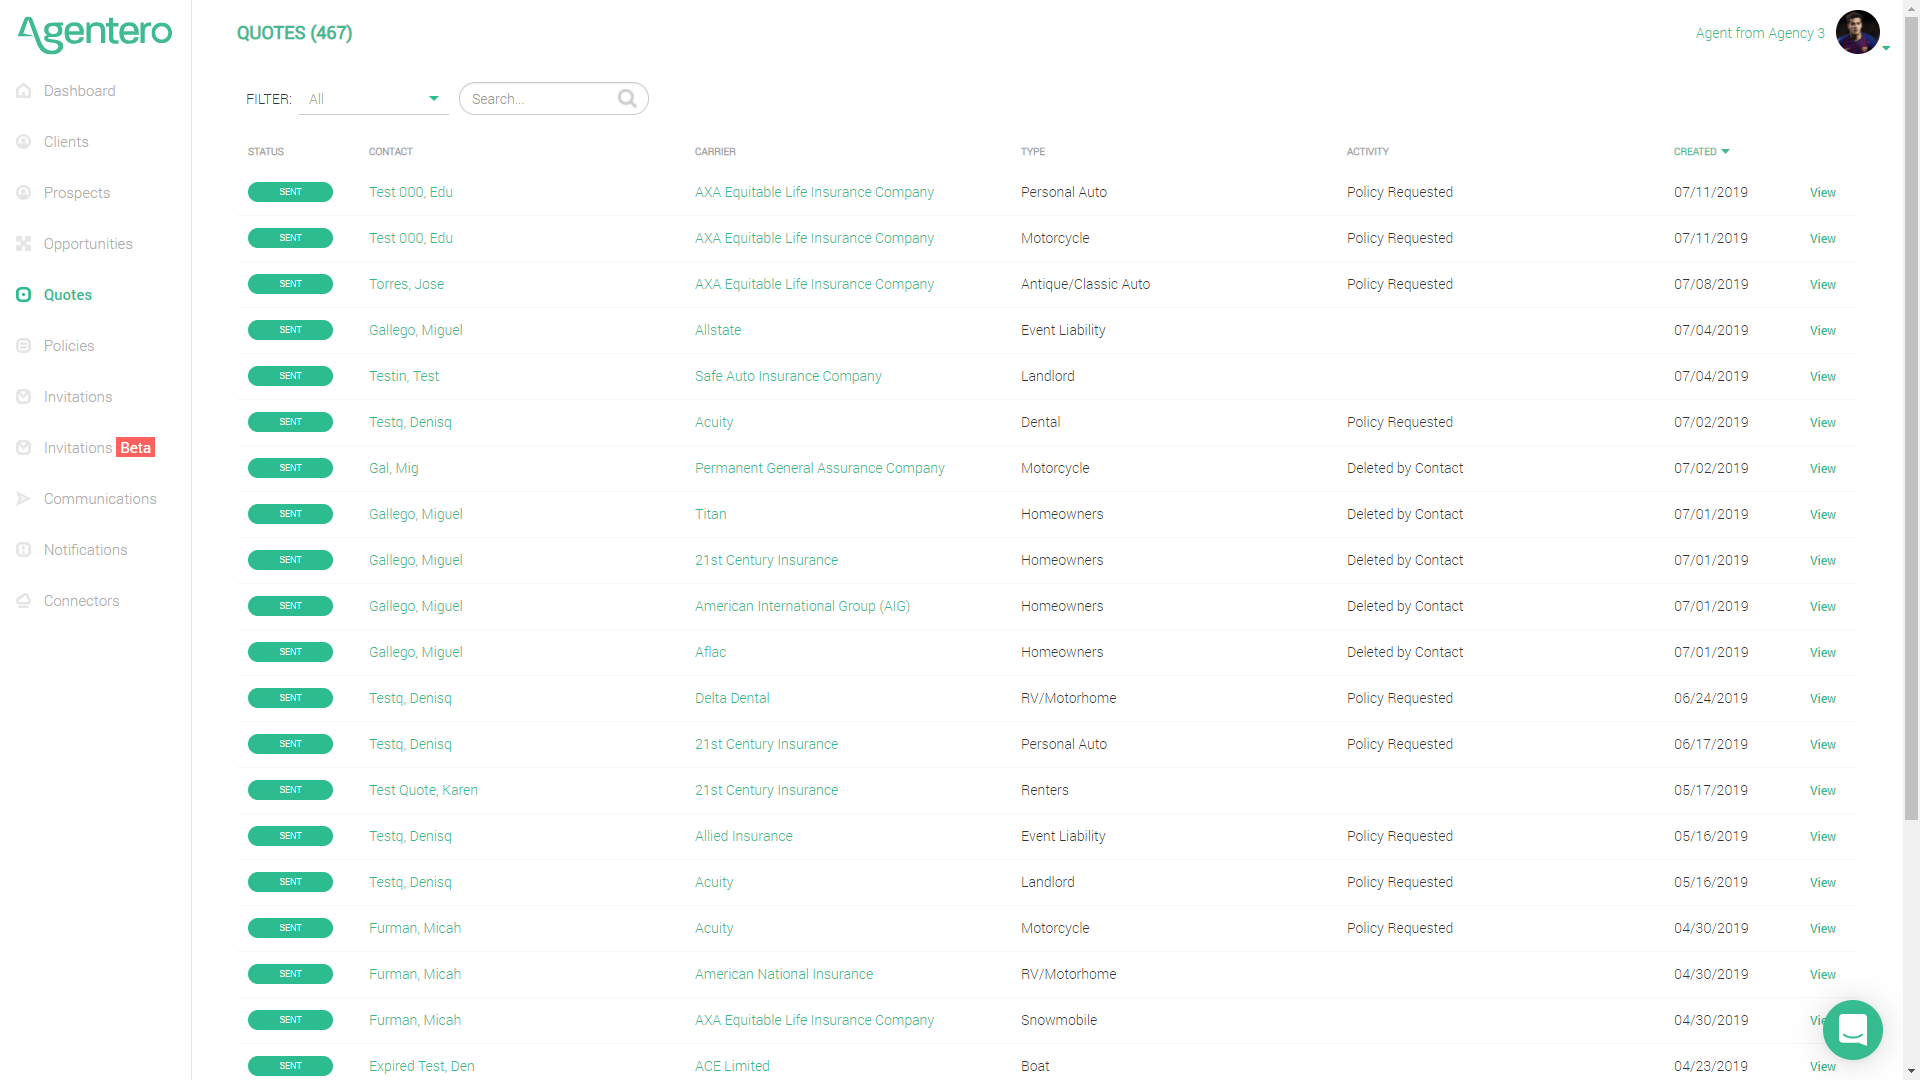 Agentero
QUOTES (467)
Agent from Agency 3
Dashboard
Clients
Prospects
Opportunities
Quotes
Policies
Invitations
Invitations Beta
Communications
Notifications
Connectors
FILTER: All Search...
STATUS CONTACT CARRIER TYPE ACTIVITY CREATED
SENT Test 000, Edu AXA Equitable Life Insurance Company Personal Auto Policy Requested 07/11/2019 View
SENT Test 000, Edu AXA Equitable Life Insurance Company Motorcycle Policy Requested 07/11/2019 View
SENT Torres, Jose AXA Equitable Life Insurance Company Antique/Classic Auto Policy Requested 07/08/2019 View
SENT Gallego, Miguel Allstate Event Liability 07/04/2019 View
SENT Testin, Test Safe Auto Insurance Company Landlord 07/04/2019 View
SENT Testq, Denisq Acuity Dental Policy Requested 07/02/2019 View
SENT Gal, Mig Permanent General Assurance Company Motorcycle Deleted by Contact 07/02/2019 View
SENT Gallego, Miguel Titan Homeowners Deleted by Contact 07/01/2019 View
SENT Gallego, Miguel 21st Century Insurance Homeowners Deleted by Contact 07/01/2019 View
SENT Gallego, Miguel American International Group (AIG) Homeowners Deleted by Contact 07/01/2019 View
SENT Gallego, Miguel Aflac Homeowners Deleted by Contact 07/01/2019 View
SENT Testq, Denisq Delta Dental RV/Motorhome Policy Requested 06/24/2019 View
SENT Testq, Denisq 21st Century Insurance Personal Auto Policy Requested 06/17/2019 View
SENT Test Quote, Karen 21st Century Insurance Renters 05/17/2019 View
SENT Testq, Denisq Allied Insurance Event Liability Policy Requested 05/16/2019 View
SENT Testq, Denisq Acuity Landlord Policy Requested 05/16/2019 View
SENT Furman, Micah Acuity Motorcycle Policy Requested 04/30/2019 View
SENT Furman, Micah American National Insurance RV/Motorhome 04/30/2019 View
SENT Furman, Micah AXA Equitable Life Insurance Company Snowmobile 04/30/2019 Vie
SENT Expired Test, Den ACE Limited Boat 04/23/2019 View